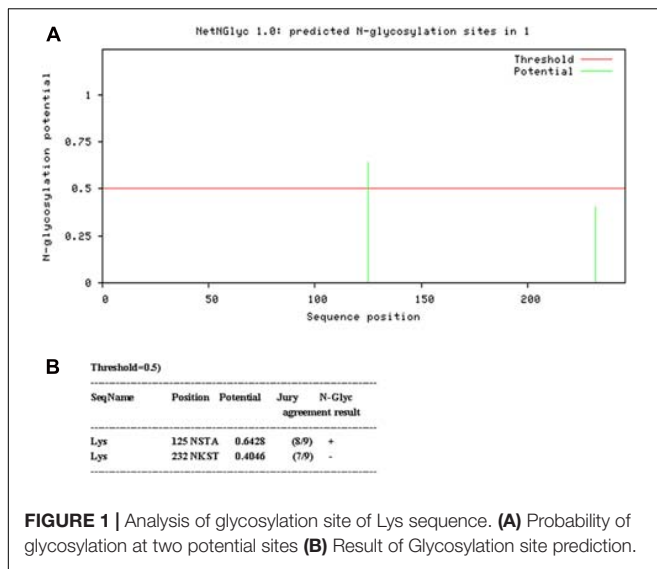 A
NetNGlyc 1.0: predicted N-glycosylation sites in 1
Threshold
Potential
N-glycosylation potential
1
0.75
0.5
0.25
0
0 50 100 150 200
Sequence position
B
Threshold=0.5)
SeqName Position Potential Jury N-Glyc
agreement result
Lys 125 NSTA 0.6428 (8/9) +
Lys 232 NKST 0.4046 (7/9) -
FIGURE 1 | Analysis of glycosylation site of Lys sequence. (A) Probability of
glycosylation at two potential sites (B) Result of Glycosylation site prediction.